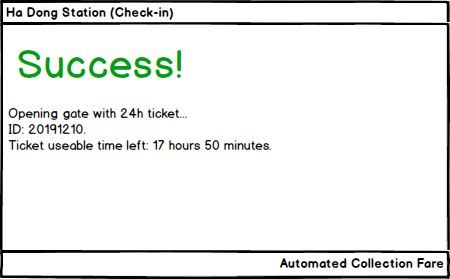 Ha Dong Station (Check-in)
Success!
Opening gate with 24h ticket...
ID: 20191210.
Ticket useable time left: 17 hours 50 minutes.
Automated Collection Fare